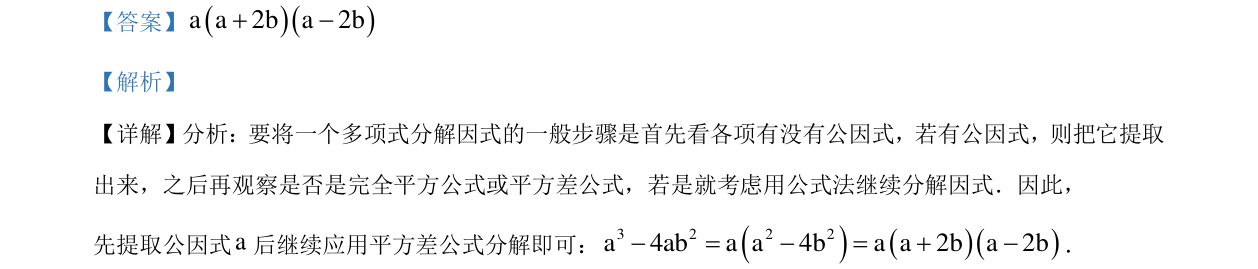 【答案】a(a+2b)(a−2b)
【解析】
【详解】分析：要将一个多项式分解因式的一般步骤是首先看各项有没有公因式，若有公因式，则把它提取
出来，之后再观察是否是完全平方公式或平方差公式，若是就考虑用公式法继续分解因式．因此，
先提取公因式 a 后继续应用平方差公式分解即可：a³−4ab²=a(a²−4b²)=a(a+2b)(a−2b)．